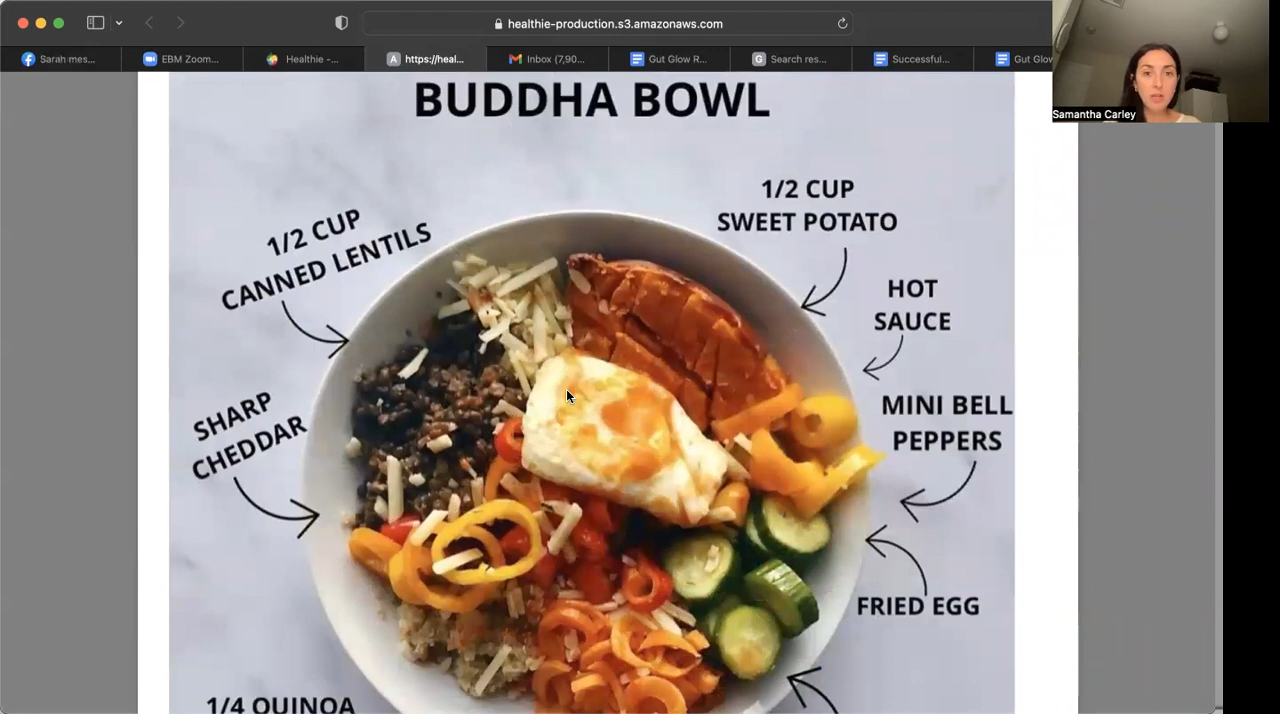 healthie-production.s3.amazonaws.com
Sarah mes...
EBM Zoom...
Healthie -...
https://heal...
Inbox (7,90...
Gut Glow R...
Search res...
Successful...
Gut Glow
Samantha Carley
BUDDHA BOWL
1/2 CUP
SWEET POTATO
1/2 CUP
CANNED LENTILS
HOT
SAUCE
SHARP
CHEDDAR
MINI BELL
PEPPERS
FRIED EGG
1/4 QUINOA